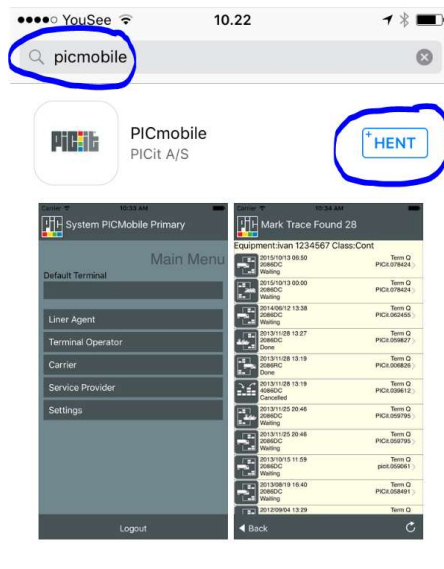 YouSee 10.22
picmobile
PICit
PICmobile
PICit A/S
HENT
Carrier 10:33 AM
System PICMobile Primary
Main Menu
Default Terminal
Liner Agent
Terminal Operator
Carrier
Service Provider
Settings
Logout
Carrier 10:34 AM
Mark Trace Found 28
Equipment:ivan 1234567 Class:Cont
2015/10/13 00.50 Term Q
2086DC PICit.078424
Waiting
2015/10/13 00:00 Term Q
2086DC PICit.078424
Waiting
2014/06/12 13:38 Term Q
2086DC PICit.062455
Waiting
2013/11/28 13:27 Term Q
2086DC PICit.059827
Done
2013/11/28 13:19 Term Q
2086RC PICit.006826
Done
2013/11/28 13:19 Term Q
4086DC PICit.039612
Cancelled
2013/11/25 20:46 Term Q
2086DC PICit.059795
Waiting
2013/11/25 20:46 Term Q
2086DC PICit.059795
Waiting
2013/10/15 11:59 Term Q
2086DC picit.059061
Waiting
2013/08/19 16:40 Term Q
2086DC PICit.058491
Waiting
2012/09/04 13:29 Term Q
Back